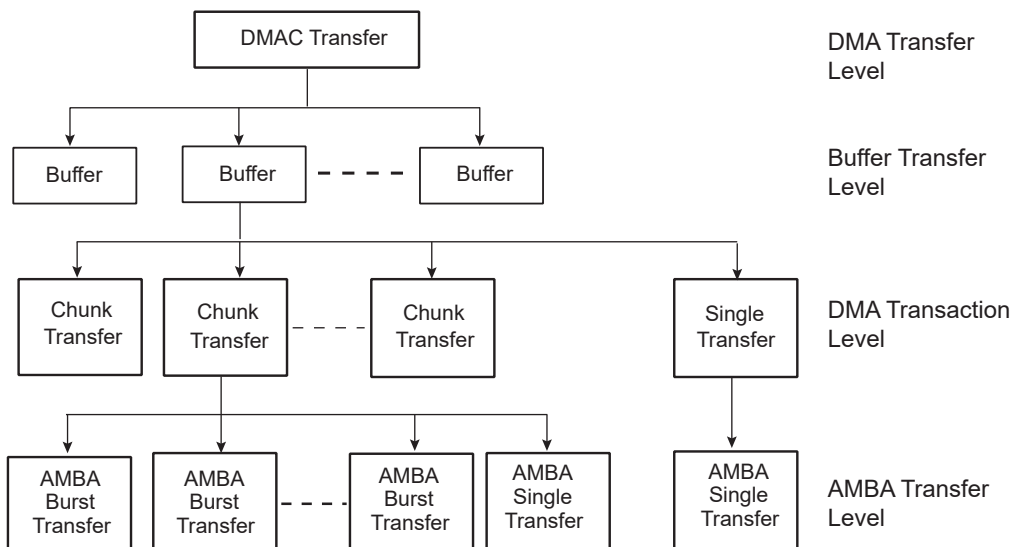 DMAC Transfer
DMA Transfer
Level
Buffer
Buffer
Buffer
Buffer Transfer
Level
Chunk
Transfer
Chunk
Transfer
Chunk
Transfer
Single
Transfer
DMA Transaction
Level
AMBA
Burst
Transfer
AMBA
Burst
Transfer
AMBA
Burst
Transfer
AMBA
Single
Transfer
AMBA
Single
Transfer
AMBA Transfer
Level